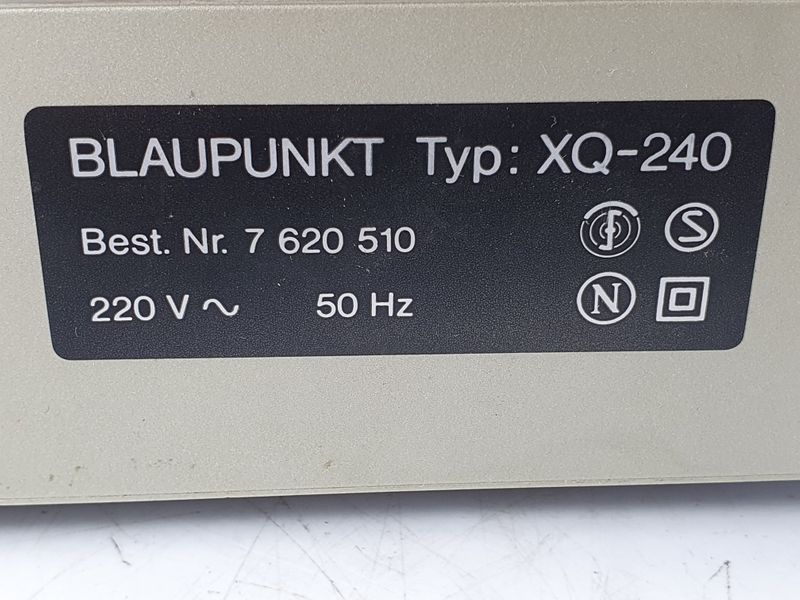 BLAUPUNKT Typ: XQ-240
Best. Nr. 7 620 510
S
220 V ~ 50 Hz
N